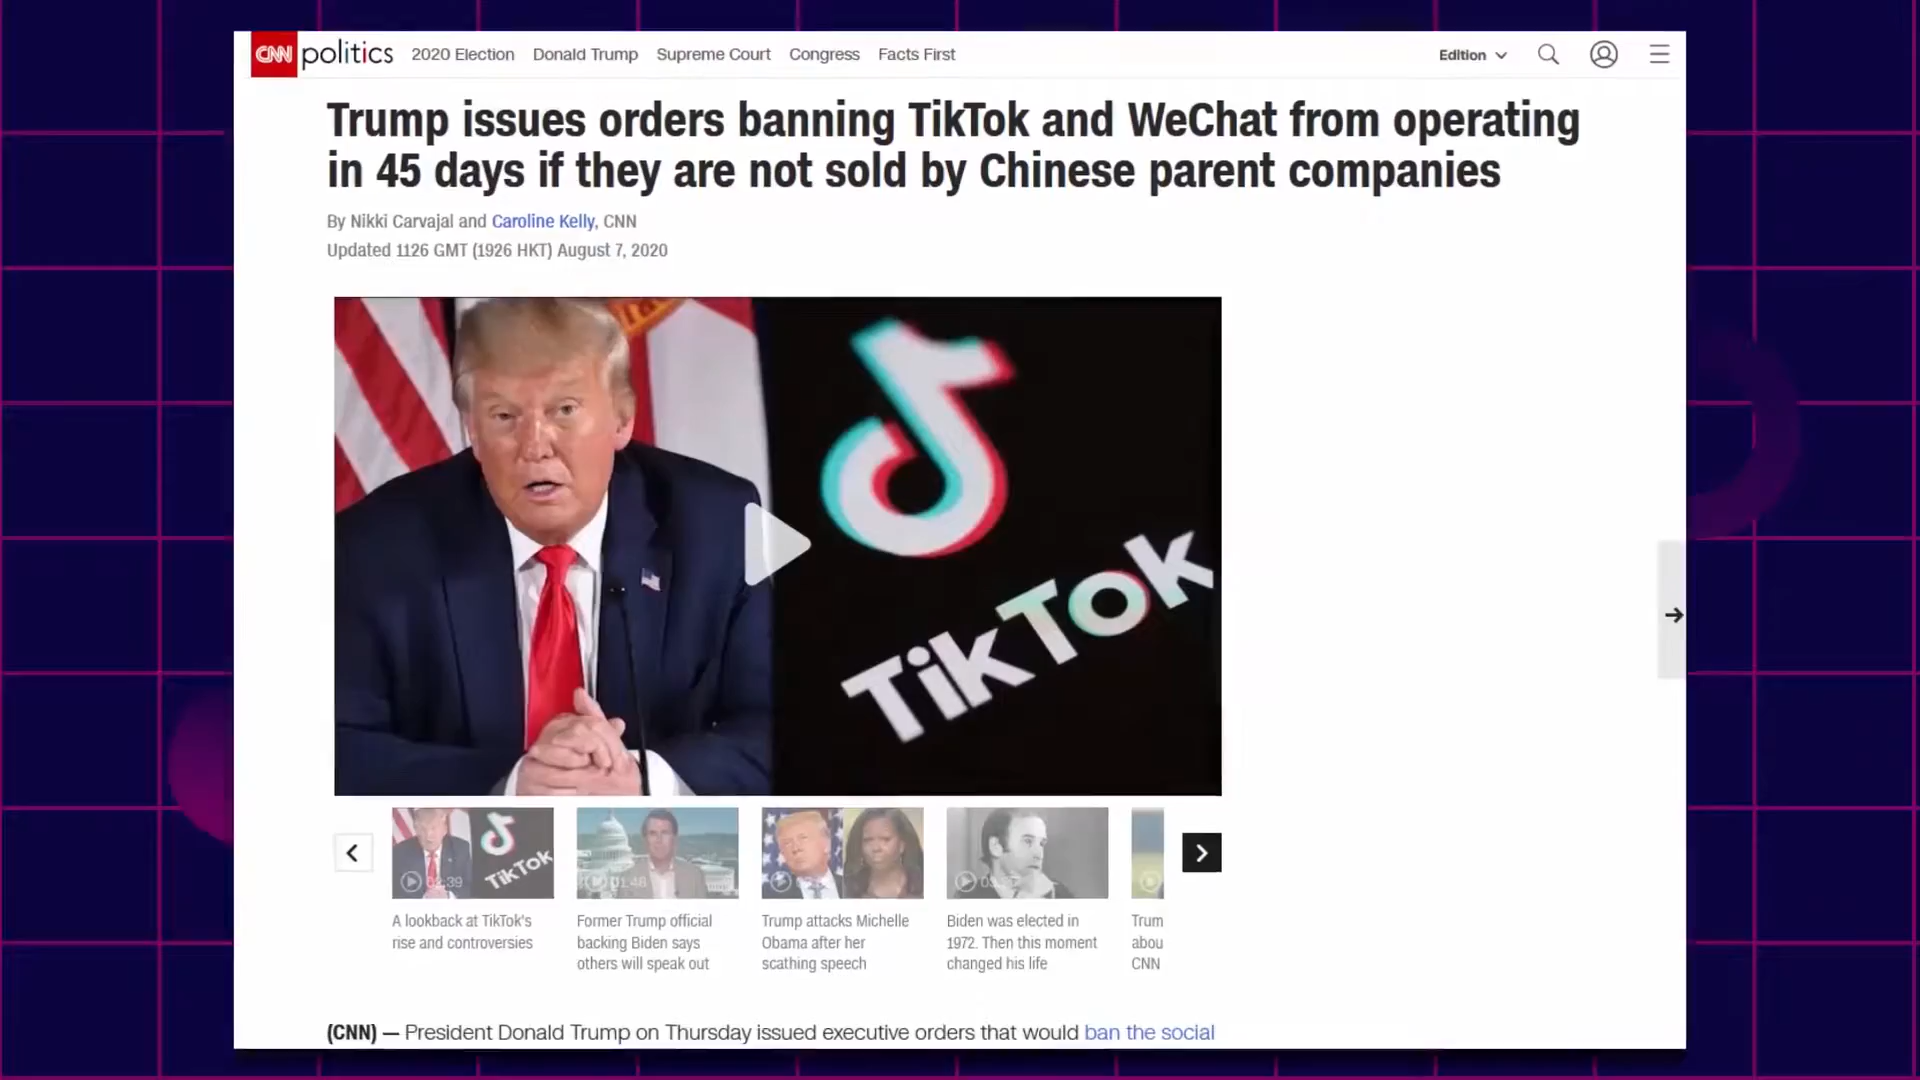 CNN politics 2020 Election Donald Trump Supreme Court Congress Facts First Edition
Trump issues orders banning TikTok and WeChat from operating
in 45 days if they are not sold by Chinese parent companies
By Nikki Carvajal and Caroline Kelly, CNN
Updated 1126 GMT (1926 HKT) August 7, 2020
TikTok
TikTok
02:39
01:48
A lookback at TikTok's
rise and controversies
Former Trump official
backing Biden says
others will speak out
Trump attacks Michelle
Obama after her
scathing speech
Biden was elected in
1972. Then this moment
changed his life
Trum
abou
CNN
(CNN) — President Donald Trump on Thursday issued executive orders that would ban the social